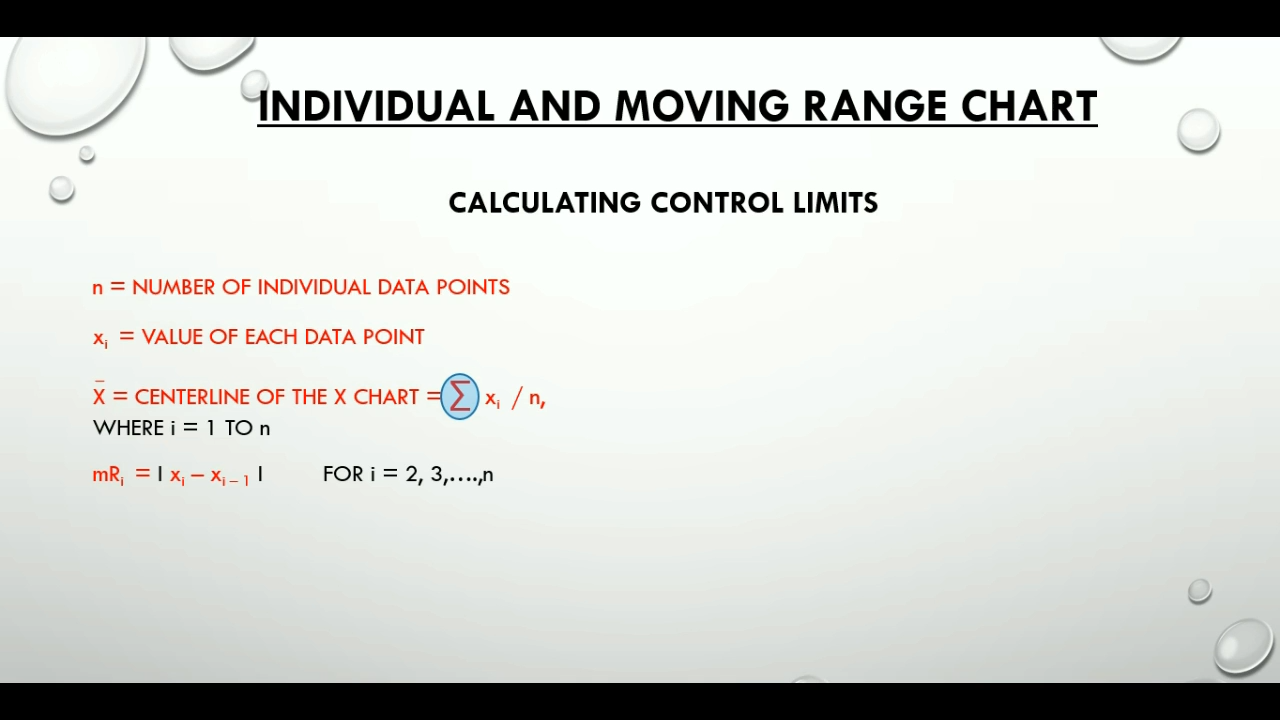 INDIVIDUAL AND MOVING RANGE CHART
CALCULATING CONTROL LIMITS
n = NUMBER OF INDIVIDUAL DATA POINTS
xᵢ = VALUE OF EACH DATA POINT
X̄ = CENTERLINE OF THE X CHART = ∑ xᵢ / n,
WHERE i = 1 TO n
mRᵢ = | xᵢ – xᵢ₋₁ | FOR i = 2, 3,….,n